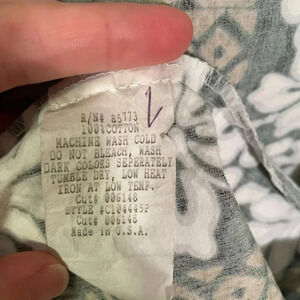 R/N# 85773
100%COTTON
MACHINE WASH COLD
DO NOT BLEACH, WASH
DARK COLORS SEPERATELY
TUMBLE DRY, LOW HEAT
IRON AT LOW TEMP.
Cut# 006148
STYLE #C104445P
Cut# 006148
Made in U.S.A.